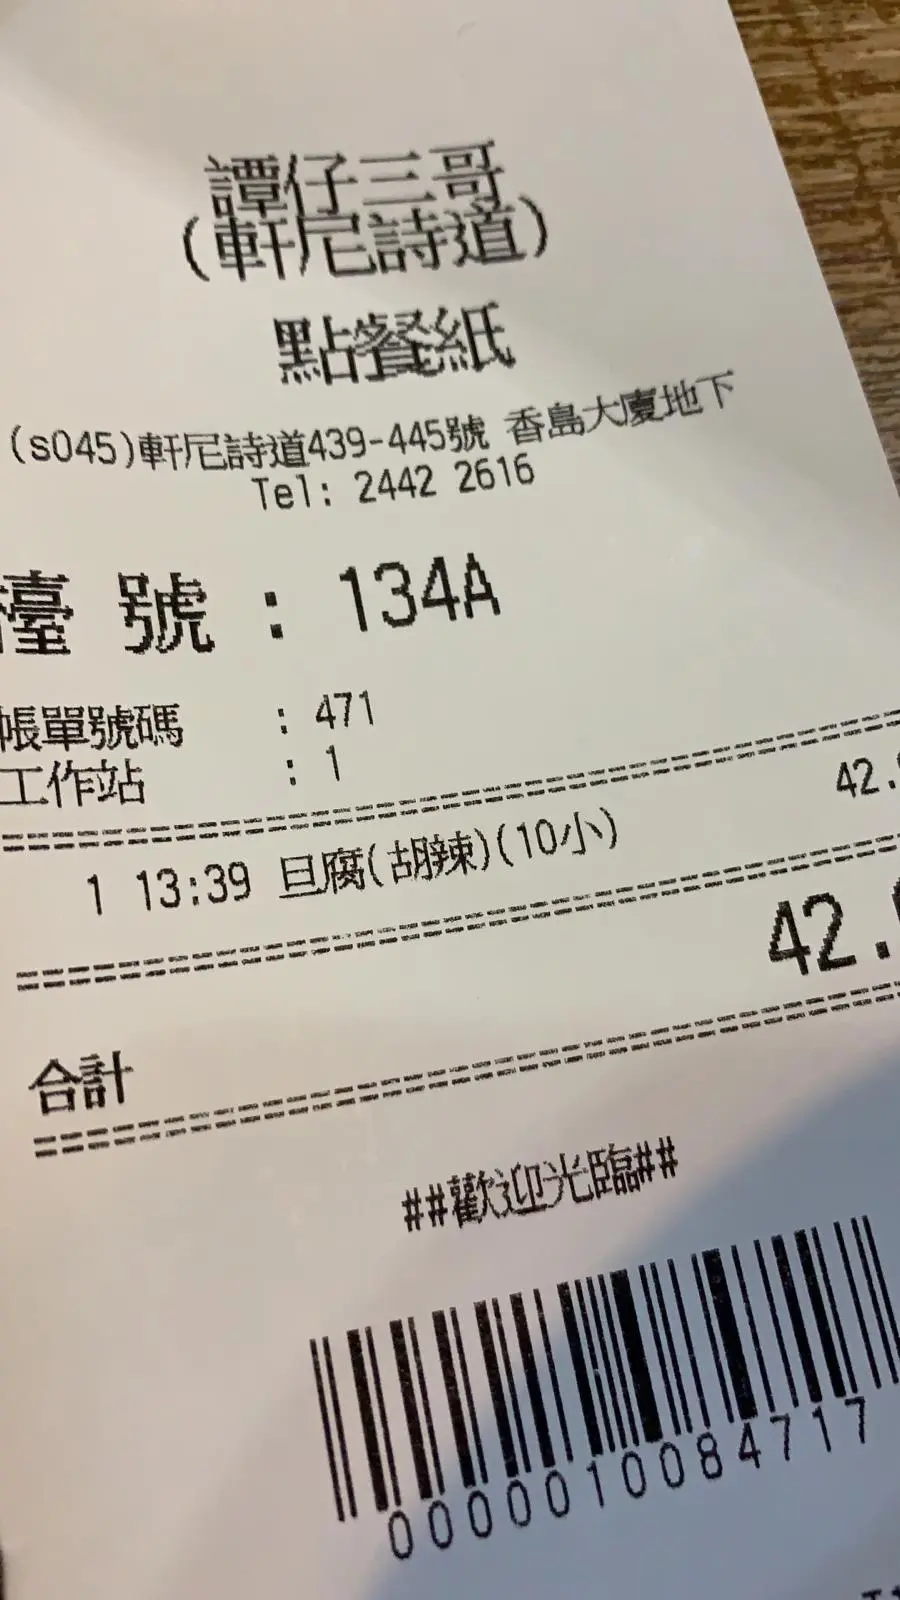 譚仔三哥
(軒尼詩道)
點餐紙
(s045)軒尼詩道439-445號 香島大廈地下
Tel: 2442 2616
檯 號 : 134A
帳單號碼 : 471
工作站 : 1
1 13:39 豆腐(胡辣)(10小) 42.
42.
合計
##歡迎光臨##
0000010084717